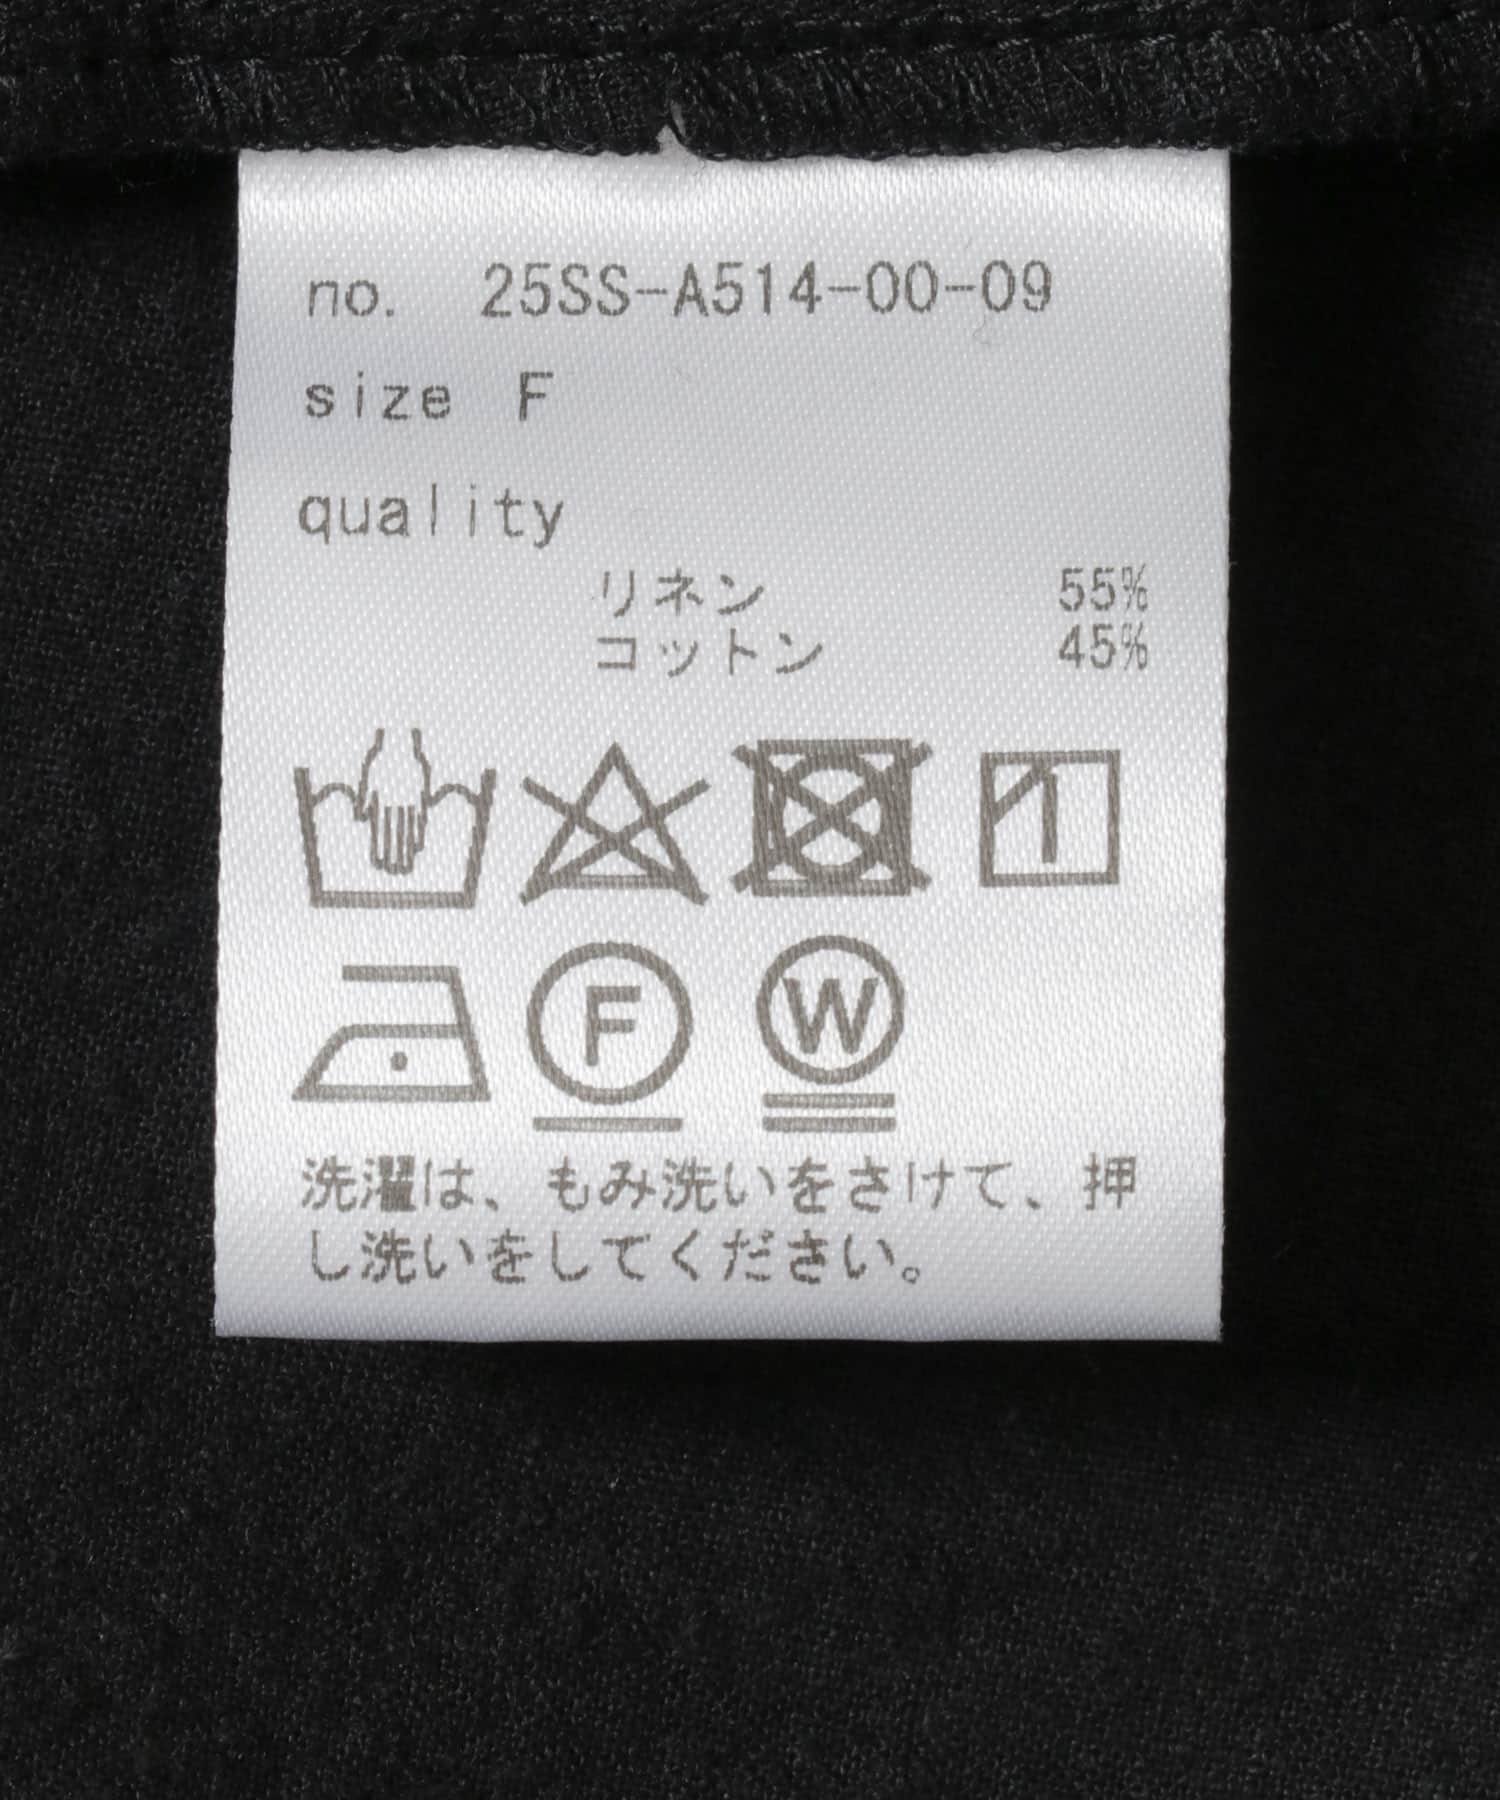 no. 25SS-A514-00-09
size F
quality
リネン 55%
コットン 45%
F W
洗濯は、もみ洗いをさけて、押
し洗いをしてください。